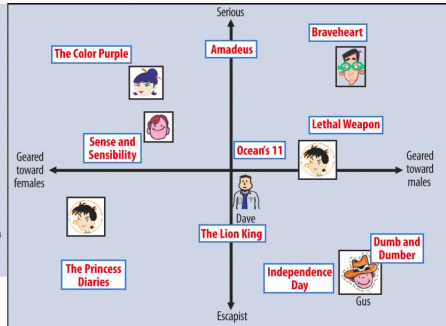 Serious
Braveheart
The Color Purple
Amadeus
Lethal Weapon
Sense and
Sensibility
Ocean's 11
Geared
toward
females
Geared
toward
males
Dave
The Lion King
Dumb and
Dumber
The Princess
Diaries
Independence
Day
Gus
Escapist